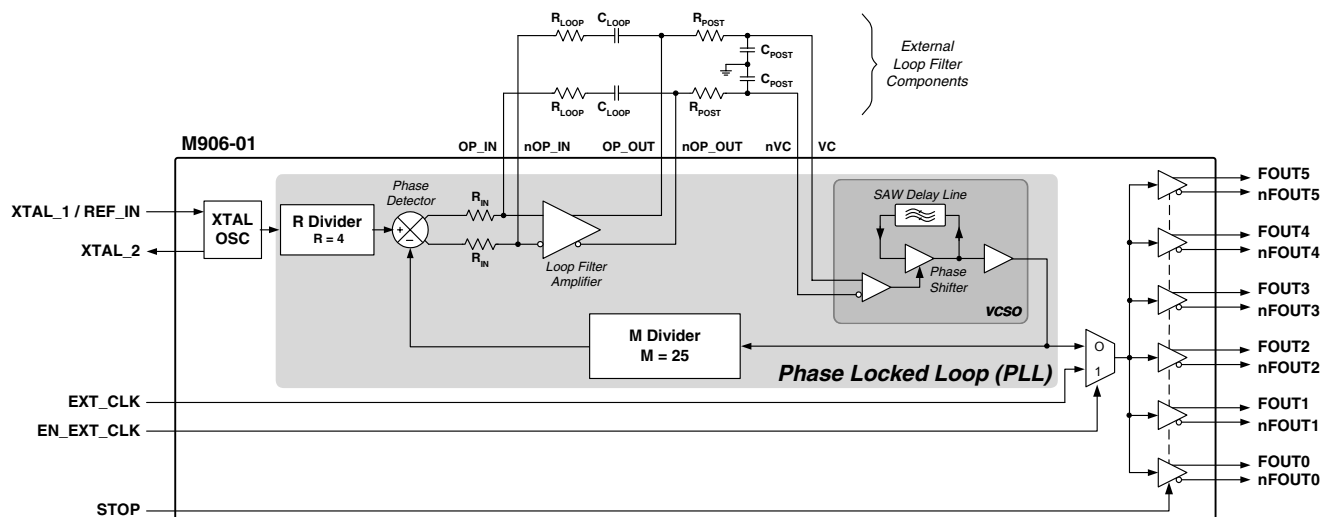 R_LOOP C_LOOP R_POST
C_POST
C_POST
R_LOOP C_LOOP R_POST
External
Loop Filter
Components
M906-01
OP_IN nOP_IN OP_OUT nOP_OUT nVC VC
XTAL_1 / REF_IN
XTAL_2
XTAL
OSC
R Divider
R = 4
Phase
Detector
+
−
R_IN
R_IN
Loop Filter
Amplifier
SAW Delay Line
Phase
Shifter
VCSO
M Divider
M = 25
Phase Locked Loop (PLL)
O
1
EXT_CLK
EN_EXT_CLK
STOP
FOUT5
nFOUT5
FOUT4
nFOUT4
FOUT3
nFOUT3
FOUT2
nFOUT2
FOUT1
nFOUT1
FOUT0
nFOUT0